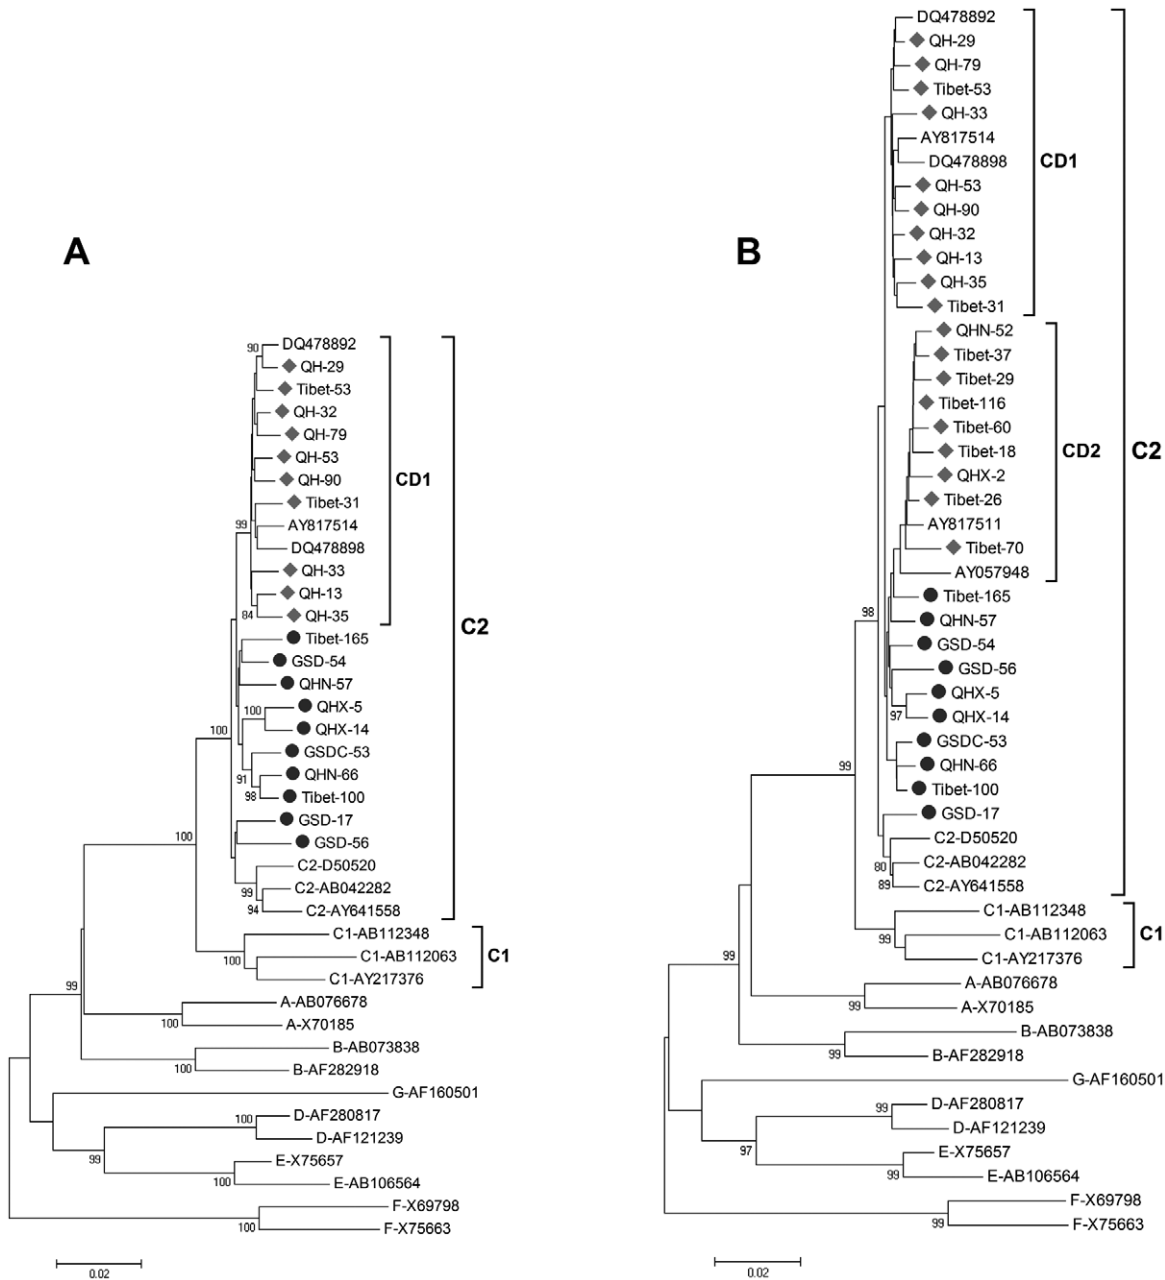 A
90
DQ478892
QH-29
Tibet-53
QH-32
QH-79
QH-53
QH-90
Tibet-31
99
AY817514
DQ478898
QH-33
QH-13
84
QH-35
CD1
C2
Tibet-165
GSD-54
QHN-57
100
QHX-5
QHX-14
100
GSDC-53
91
QHN-66
98
Tibet-100
GSD-17
100
GSD-56
C2-D50520
99
C2-AB042282
94
C2-AY641558
C1-AB112348
100
C1-AB112063
C1-AY217376
C1
99
A-AB076678
100
A-X70185
B-AB073838
100
B-AF282918
G-AF160501
100
D-AF280817
D-AF121239
99
E-X75657
100
E-AB106564
F-X69798
100
F-X75663
0.02
B
DQ478892
QH-29
QH-79
Tibet-53
QH-33
AY817514
DQ478898
QH-53
QH-90
QH-32
QH-13
QH-35
Tibet-31
CD1
QHN-52
Tibet-37
Tibet-29
Tibet-116
Tibet-60
Tibet-18
QHX-2
Tibet-26
AY817511
Tibet-70
AY057948
CD2
C2
Tibet-165
98
QHN-57
GSD-54
GSD-56
QHX-5
97
QHX-14
GSDC-53
99
QHN-66
Tibet-100
GSD-17
C2-D50520
80
C2-AB042282
89
C2-AY641558
C1-AB112348
99
C1-AB112063
C1-AY217376
C1
99
A-AB076678
99
A-X70185
B-AB073838
99
B-AF282918
G-AF160501
99
D-AF280817
D-AF121239
97
E-X75657
99
E-AB106564
F-X69798
99
F-X75663
0.02